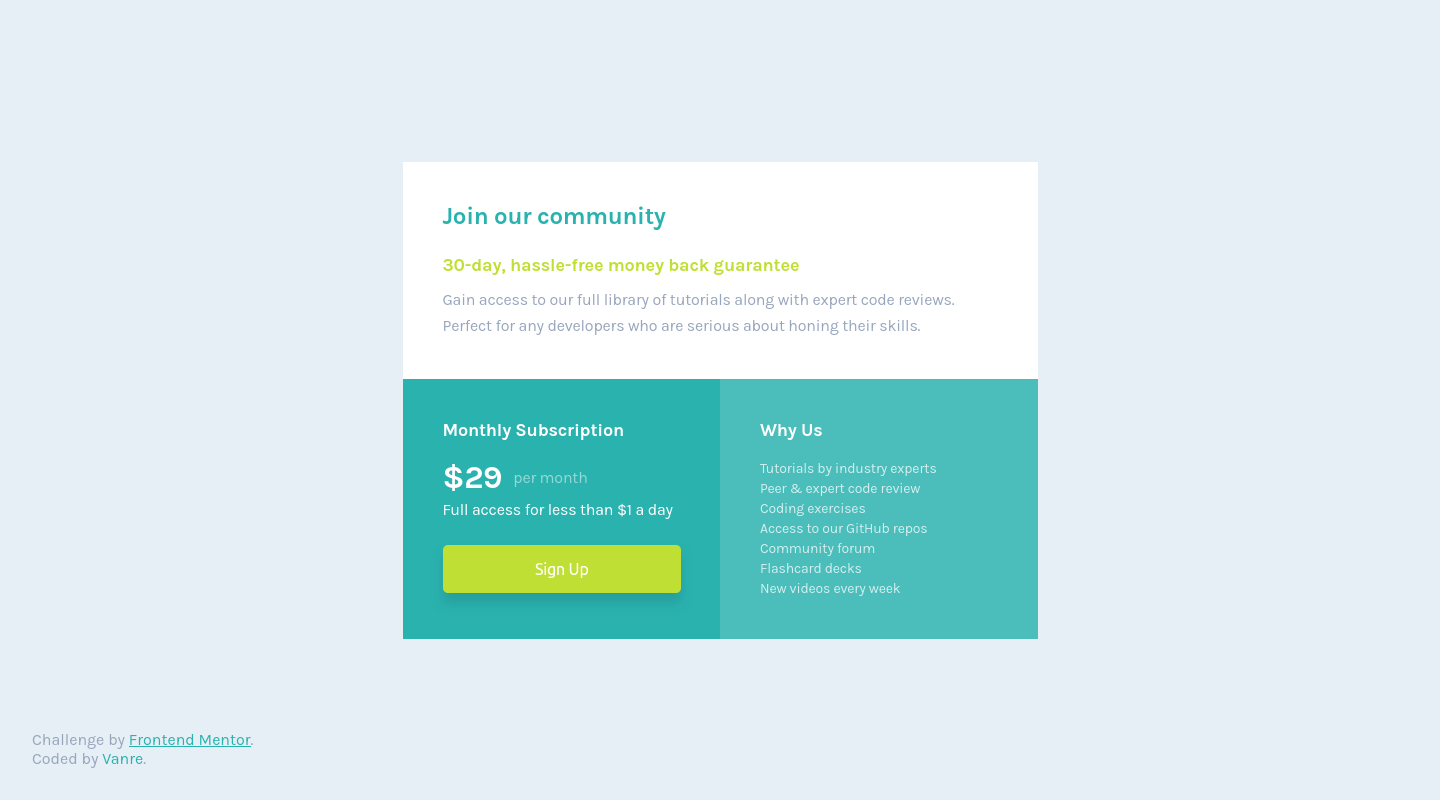 Join our community
30-day, hassle-free money back guarantee
Gain access to our full library of tutorials along with expert code reviews.
Perfect for any developers who are serious about honing their skills.
Monthly Subscription
$29 per month
Full access for less than $1 a day
Sign Up
Why Us
Tutorials by industry experts
Peer & expert code review
Coding exercises
Access to our GitHub repos
Community forum
Flashcard decks
New videos every week
Challenge by Frontend Mentor.
Coded by Vanre.